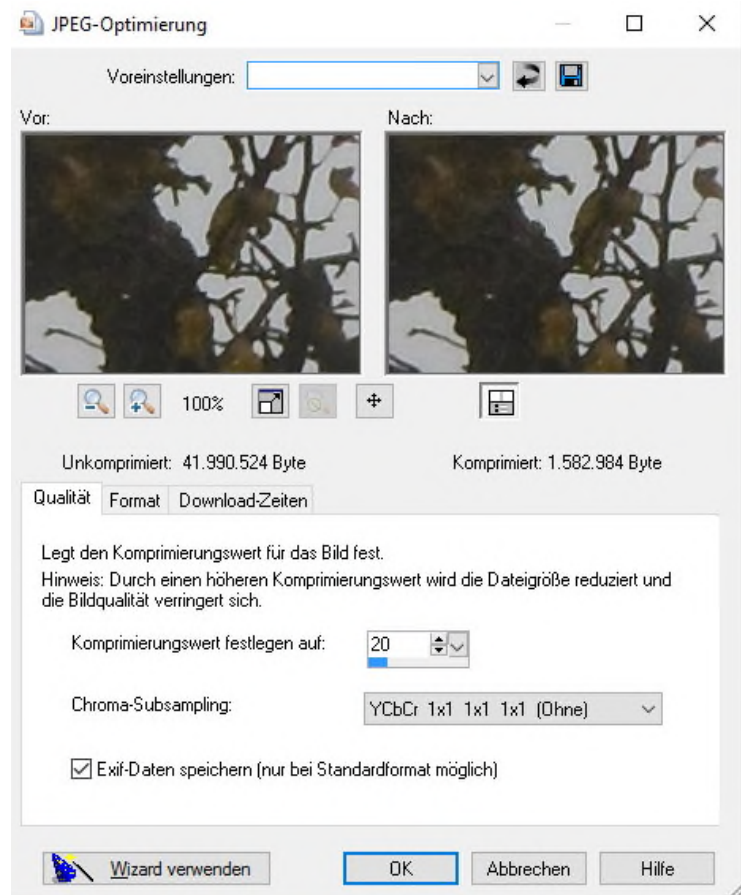 JPEG-Optimierung
Voreinstellungen:
Vor:
Nach:
100%
Unkomprimiert: 41.990.524 Byte
Komprimiert: 1.582.984 Byte
Qualität Format Download-Zeiten
Legt den Komprimierungswert für das Bild fest.
Hinweis: Durch einen höheren Komprimierungswert wird die Dateigröße reduziert und
die Bildqualität verringert sich.
Komprimierungswert festlegen auf: 20
Chroma-Subsampling: YCbCr 1x1 1x1 1x1 (Ohne)
Exif-Daten speichern (nur bei Standardformat möglich)
Wizard verwenden OK Abbrechen Hilfe